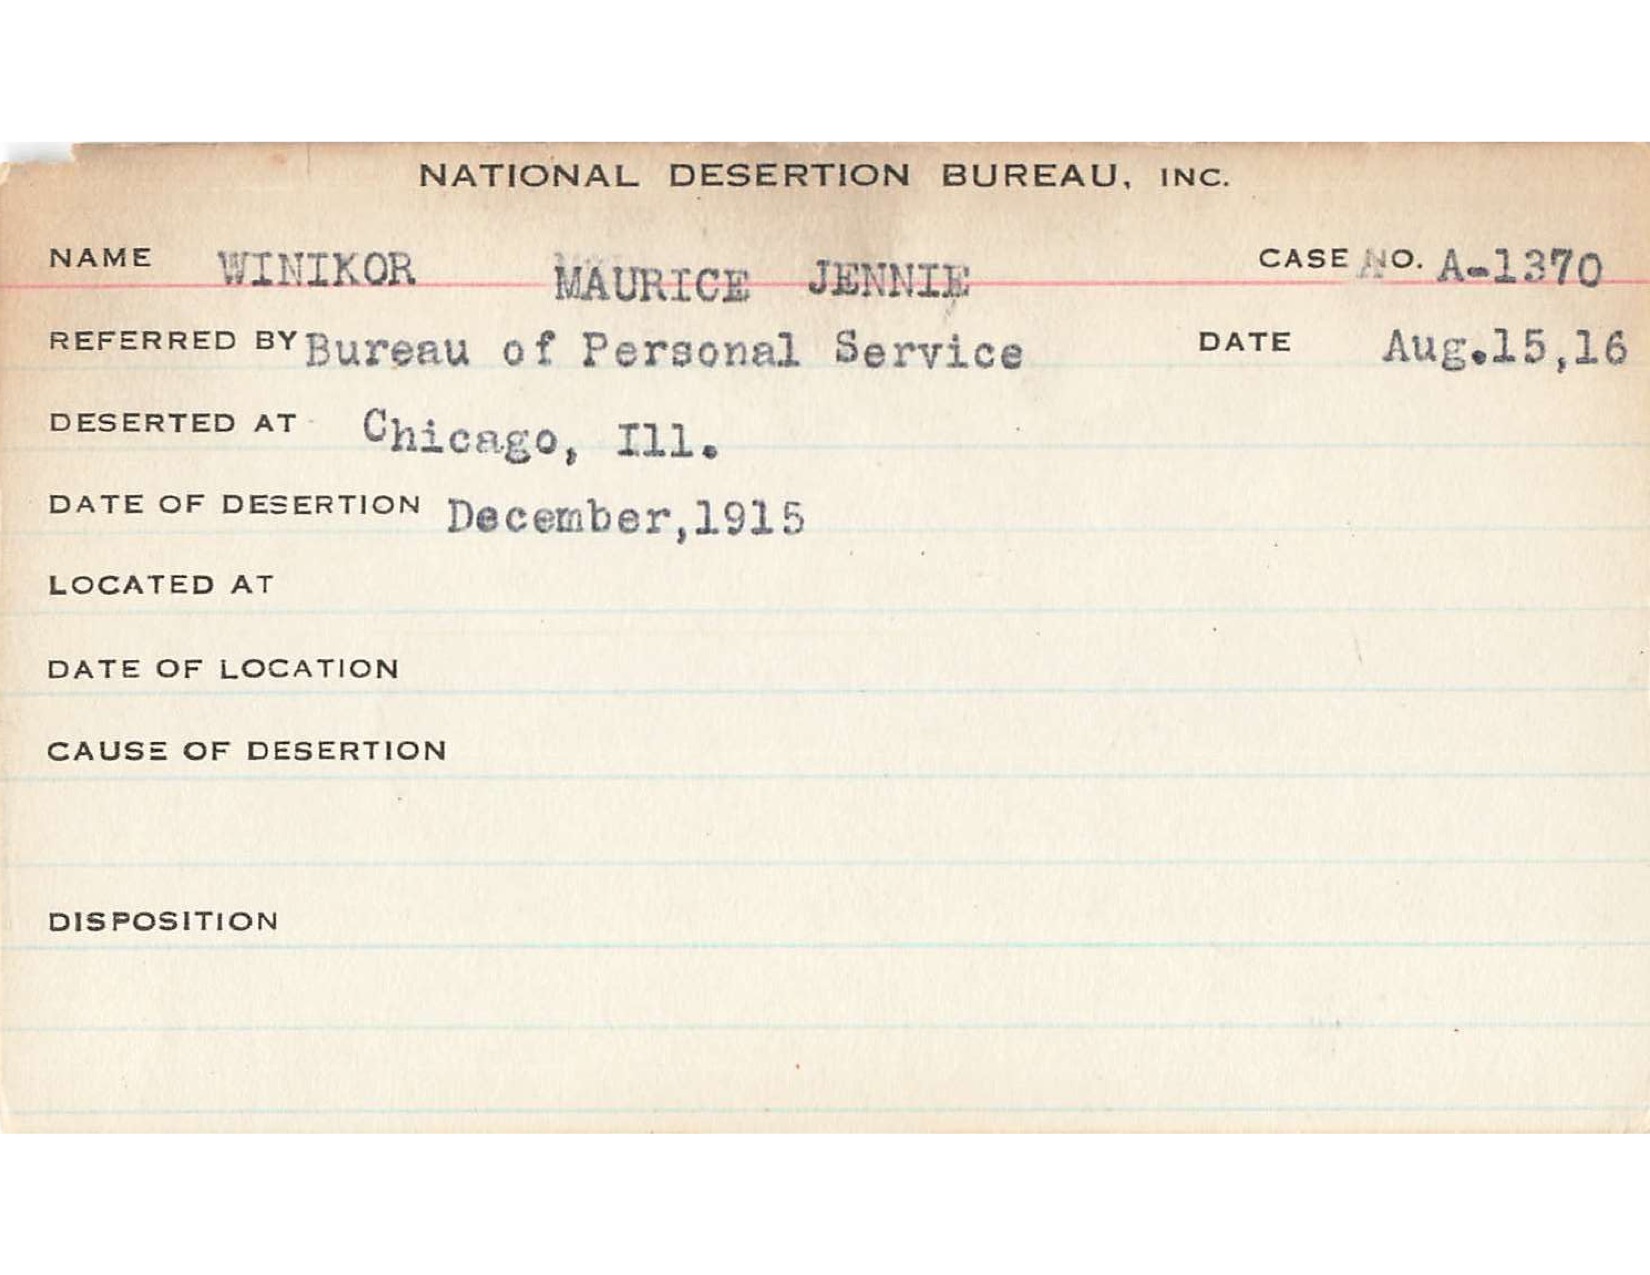 NATIONAL DESERTION BUREAU, INC.
NAME WINIKOR MAURICE JENNIE CASE NO. A-1370
REFERRED BY Bureau of Personal Service DATE Aug.15,16
DESERTED AT Chicago, Ill.
DATE OF DESERTION December,1915
LOCATED AT
DATE OF LOCATION
CAUSE OF DESERTION
DISPOSITION